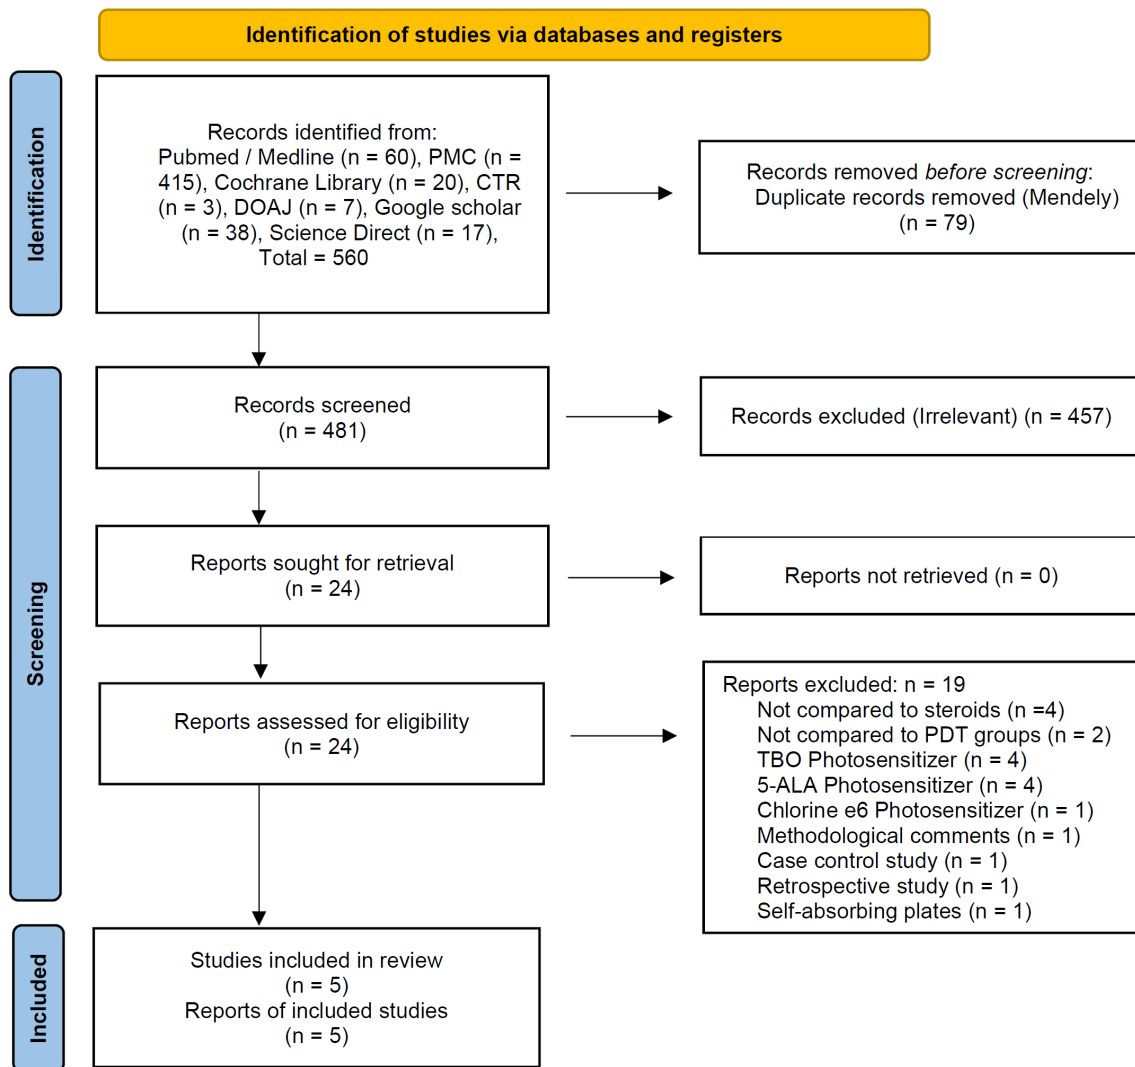 Identification of studies via databases and registers
Identification
Records identified from:
Pubmed / Medline (n = 60), PMC (n =
415), Cochrane Library (n = 20), CTR
(n = 3), DOAJ (n = 7), Google scholar
(n = 38), Science Direct (n = 17),
Total = 560
Records removed before screening:
Duplicate records removed (Mendely)
(n = 79)
Screening
Records screened
(n = 481)
Records excluded (Irrelevant) (n = 457)
Reports sought for retrieval
(n = 24)
Reports not retrieved (n = 0)
Reports assessed for eligibility
(n = 24)
Reports excluded: n = 19
Not compared to steroids (n =4)
Not compared to PDT groups (n = 2)
TBO Photosensitizer (n = 4)
5-ALA Photosensitizer (n = 4)
Chlorine e6 Photosensitizer (n = 1)
Methodological comments (n = 1)
Case control study (n = 1)
Retrospective study (n = 1)
Self-absorbing plates (n = 1)
Included
Studies included in review
(n = 5)
Reports of included studies
(n = 5)